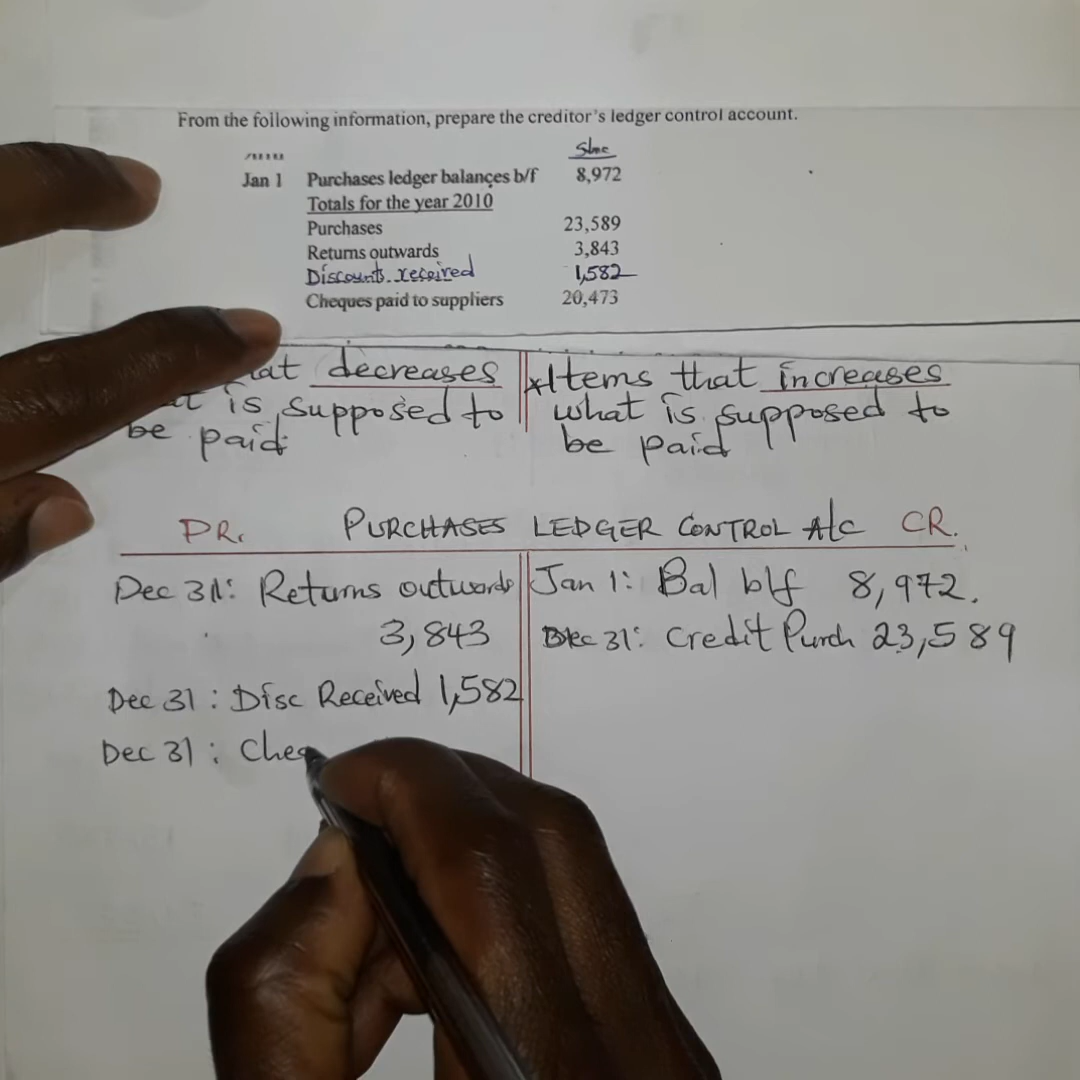 From the following information, prepare the creditor's ledger control account.
Shs
Jan 1 Purchases ledger balances b/f 8,972
Totals for the year 2010
Purchases 23,589
Returns outwards 3,843
Discount received 1,582
Cheques paid to suppliers 20,473
decreases
is supposed to
be paid
*Items that increases
what is supposed to
be paid
DR. PURCHASES LEDGER CONTROL A/C CR.
Dec 31: Returns outwards
3,843
Dec 31: Disc Received 1,582
Dec 31: Cheq
Jan 1: Bal b/f 8,972.
Dec 31: Credit Purch 23,589